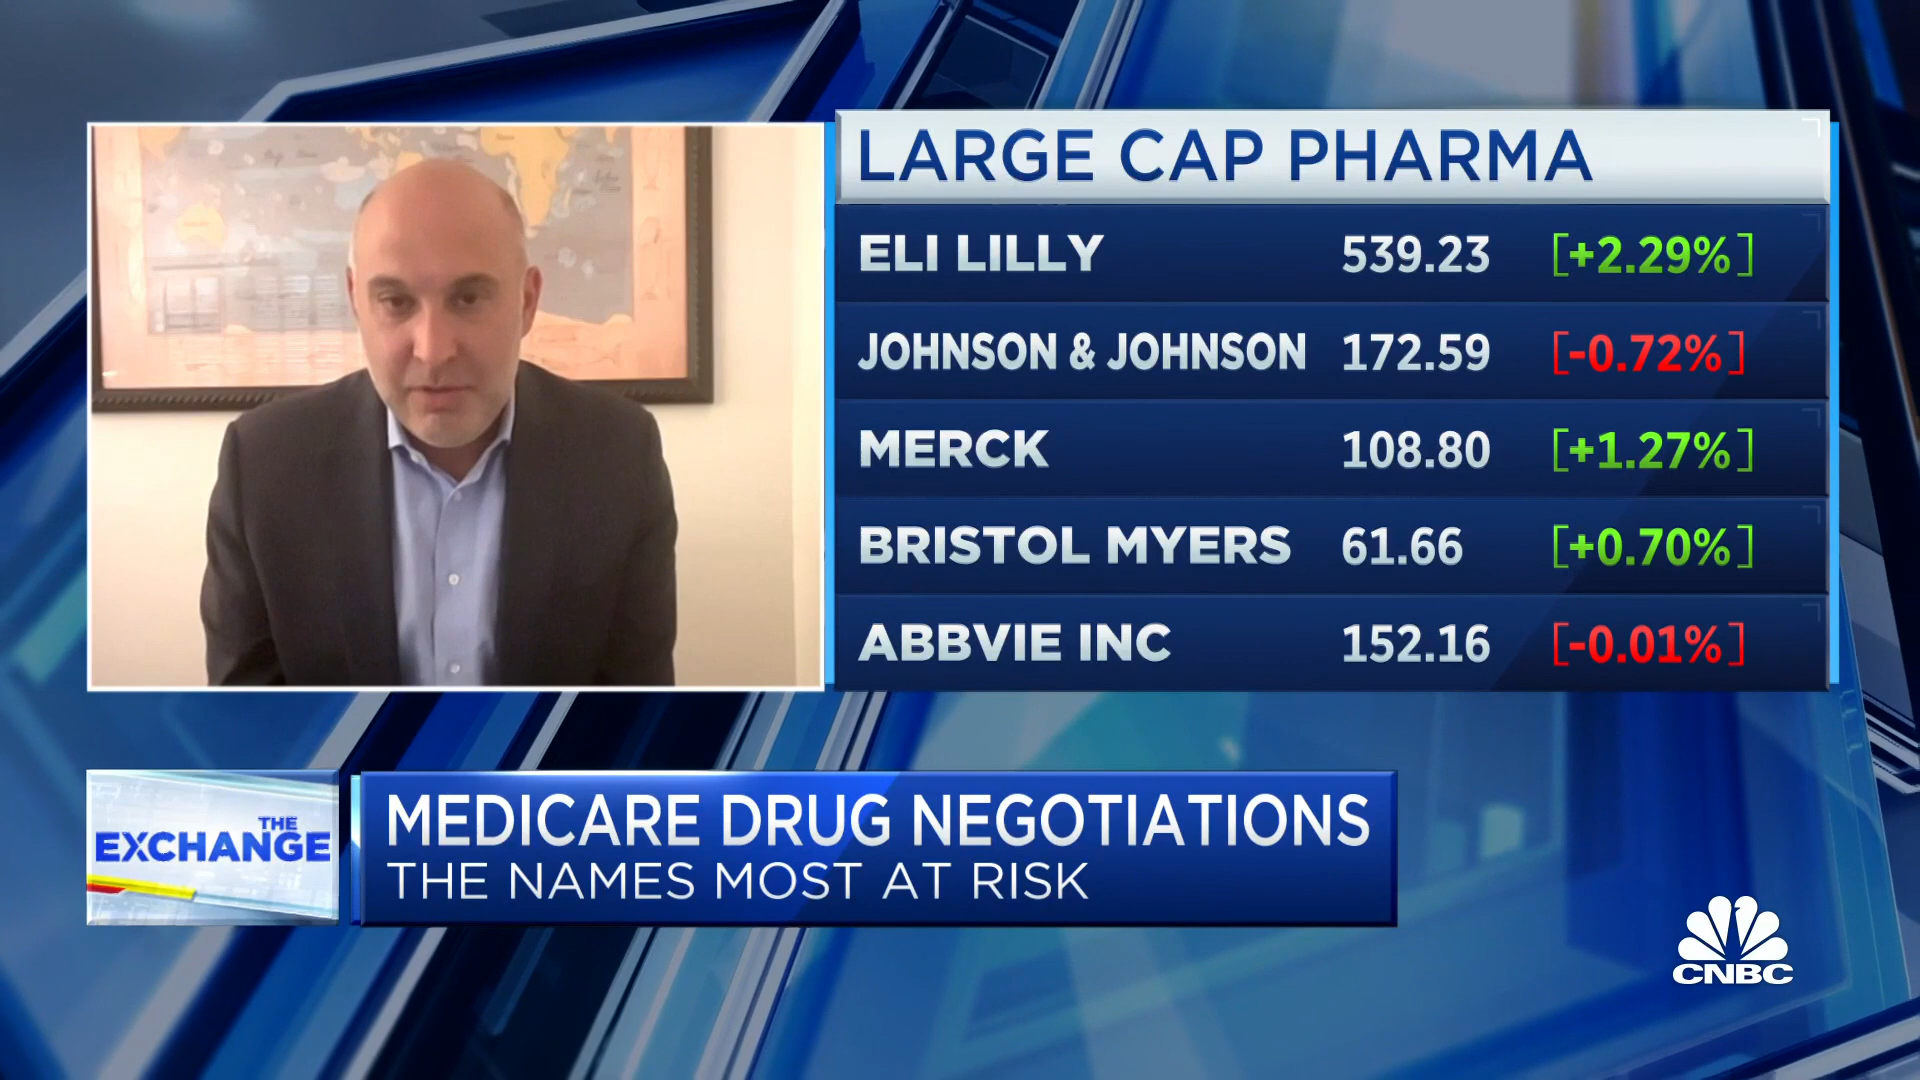 LARGE CAP PHARMA
ELI LILLY 539.23 [+2.29%]
JOHNSON & JOHNSON 172.59 [-0.72%]
MERCK 108.80 [+1.27%]
BRISTOL MYERS 61.66 [+0.70%]
ABBVIE INC 152.16 [-0.01%]
THE
EXCHANGE
MEDICARE DRUG NEGOTIATIONS
THE NAMES MOST AT RISK
CNBC